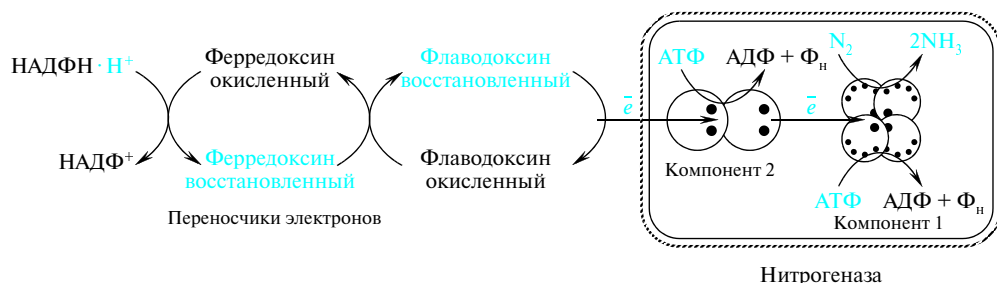 НАДФН · H⁺
НАДФ⁺
Ферредоксин
окисленный
Ферредоксин
восстановленный
Переносчики электронов
Флаводоксин
восстановленный
Флаводоксин
окисленный
ē
АТФ
АДФ + Фн
Компонент 2
ē
N₂
2NH₃
АТФ
АДФ + Фн
Компонент 1
Нитрогеназа